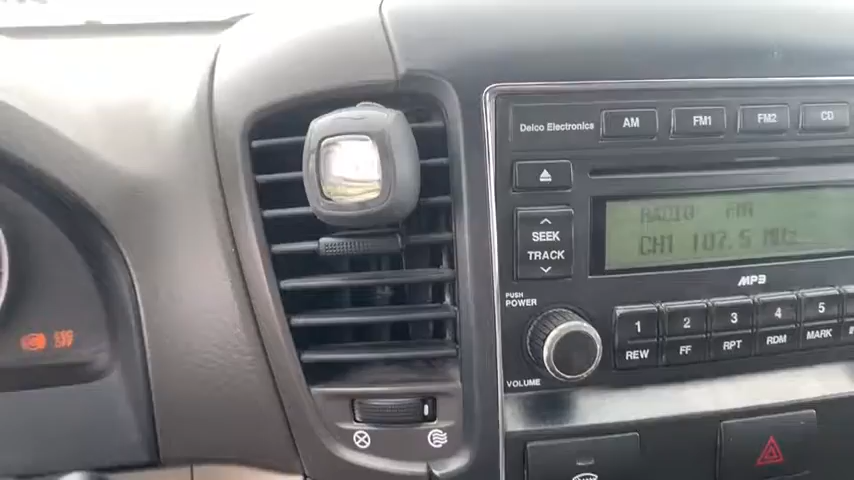 Delco Electronics AM FM1 FM2 CD
RADIO FM
SEEK
TRACK
CH1 107.5 MHz
MP3
PUSH
POWER
1 2 3 4 5 6
REW FF RPT RDM MARK
VOLUME